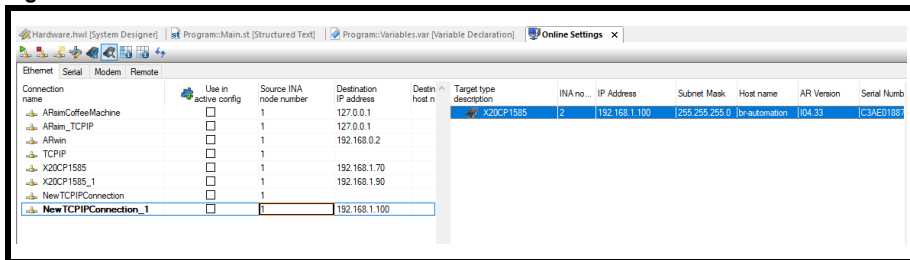 Hardware.hwl [System Designer] Program::Main.st [Structured Text] Program::Variables.var [Variable Declaration] Online Settings X
Ethernet Serial Modem Remote
Connection name Use in active config Source INA node number Destination IP address Destin host n Target type description INA no... IP Address Subnet Mask Host name AR Version Serial Numb
ARsimCoffeeMachine 1 127.0.0.1 X20CP1585 2 192.168.1.100 255.255.255.0 br-automation I04.33 C3AE01887
ARsim_TCPIP 1 127.0.0.1
ARwin 1 192.168.0.2
TCPIP 1
X20CP1585 1 192.168.1.70
X20CP1585_1 1 192.168.1.90
NewTCPIPConnection 1
NewTCPIPConnection_1 1 192.168.1.100